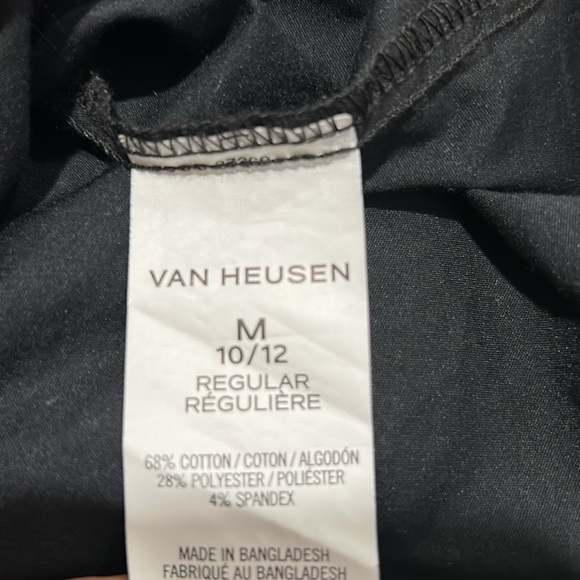 VAN HEUSEN
M
10/12
REGULAR
RÉGULIÈRE
68% COTTON / COTON / ALGODÓN
28% POLYESTER / POLIÉSTER
4% SPANDEX
MADE IN BANGLADESH
FABRIQUÉ AU BANGLADESH